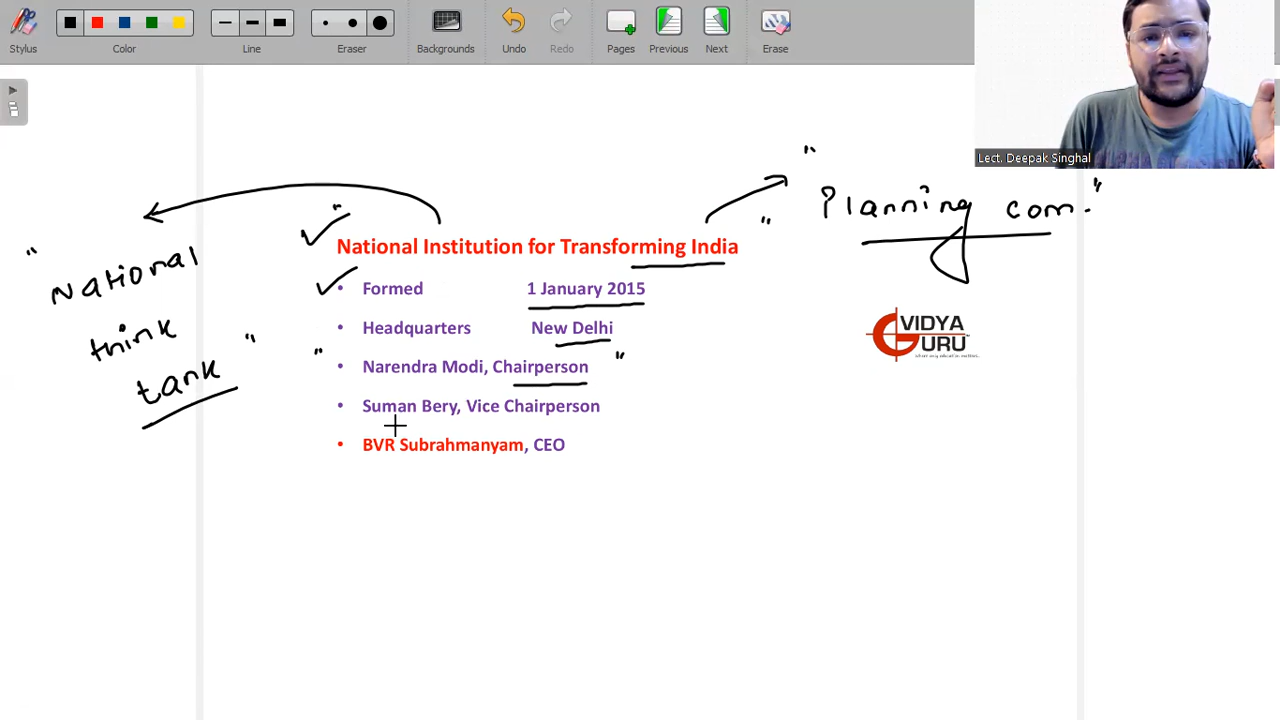 Stylus
Color
Line
Eraser
Backgrounds
Undo
Redo
Pages
Previous
Next
Erase
Lect. Deepak Singhal
" Planning com. "
" National
think
tank "
" National Institution for Transforming India "
• Formed 1 January 2015
• Headquarters New Delhi
" • Narendra Modi, Chairperson "
• Suman Bery, Vice Chairperson
• BVR Subrahmanyam, CEO
VIDYA
GURU